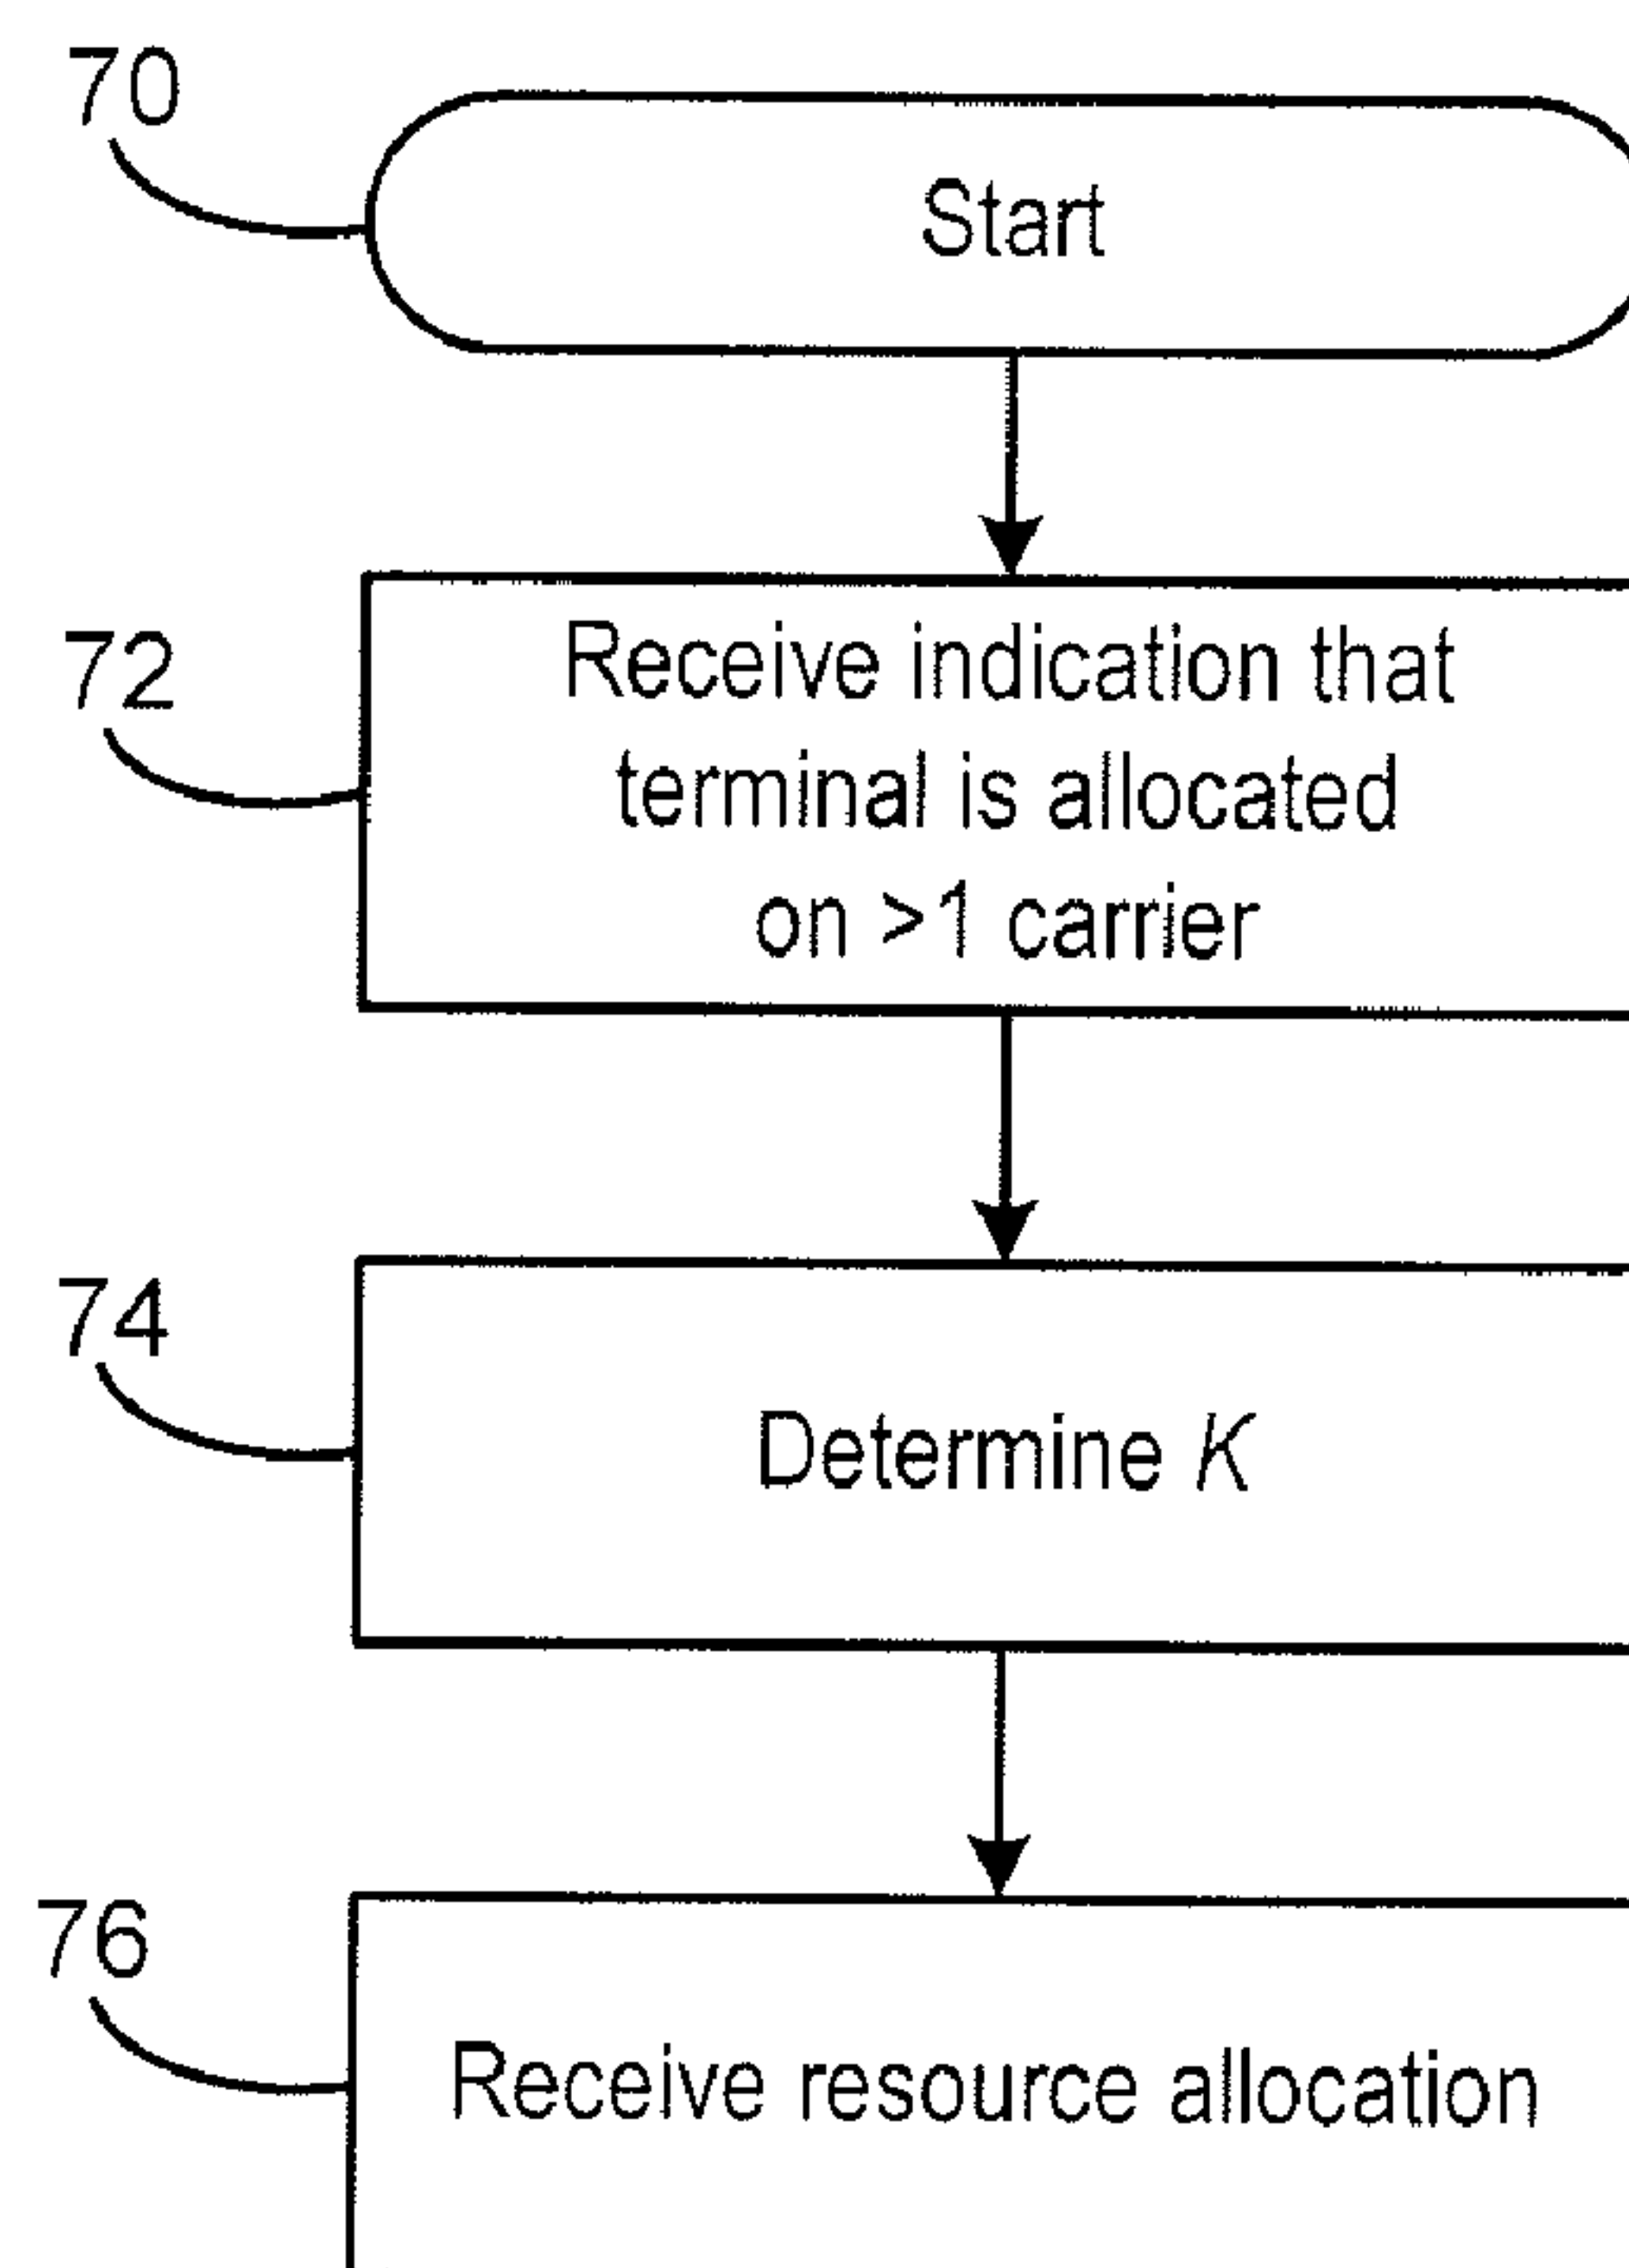 70
Start
72
Receive indication that
terminal is allocated
on >1 carrier
74
Determine K
76
Receive resource allocation